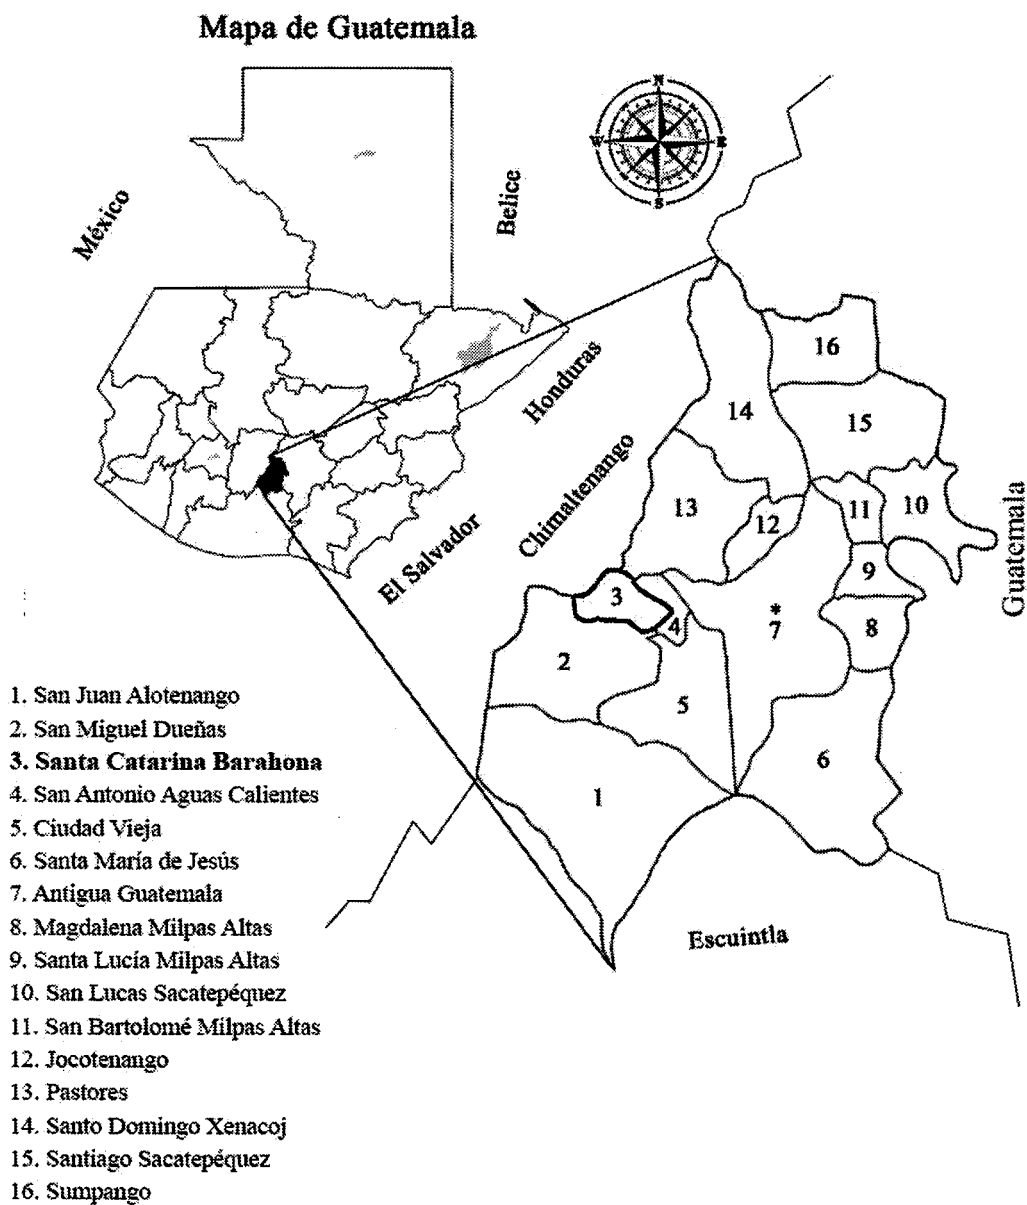 Mapa de Guatemala
N
W
E
S
México
Belice
Honduras
El Salvador
Chimaltenango
Guatemala
Escuintla
16
14
15
13
12
11
10
9
3
4
*
7
8
2
5
6
1
1. San Juan Alotenango
2. San Miguel Dueñas
3. Santa Catarina Barahona
4. San Antonio Aguas Calientes
5. Ciudad Vieja
6. Santa María de Jesús
7. Antigua Guatemala
8. Magdalena Milpas Altas
9. Santa Lucía Milpas Altas
10. San Lucas Sacatepéquez
11. San Bartolomé Milpas Altas
12. Jocotenango
13. Pastores
14. Santo Domingo Xenacoj
15. Santiago Sacatepéquez
16. Sumpango